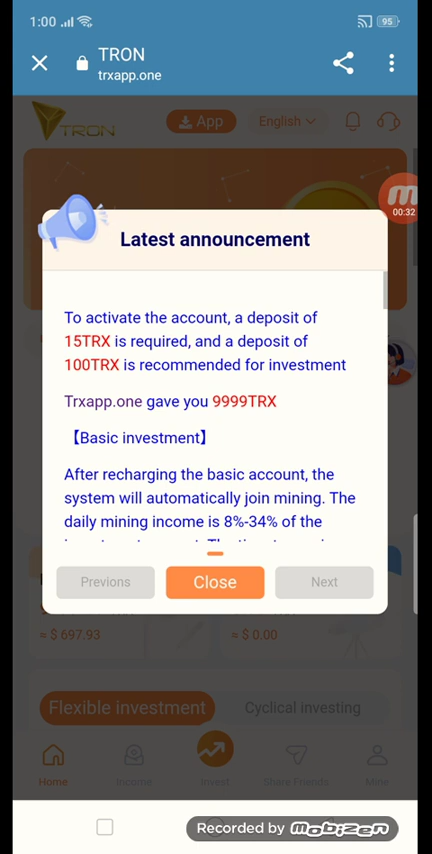 1:00
95
TRON
trxapp.one
TRON
App
English
00:32
Latest announcement
To activate the account, a deposit of
15TRX is required, and a deposit of
100TRX is recommended for investment
Trxapp.one gave you 9999TRX
【Basic investment】
After recharging the basic account, the
system will automatically join mining. The
daily mining income is 8%-34% of the
Previons
Close
Next
≈ $ 697.93
≈ $ 0.00
Flexible investment
Cyclical investing
Home
Income
Invest
Share Friends
Mine
Recorded by mobizen